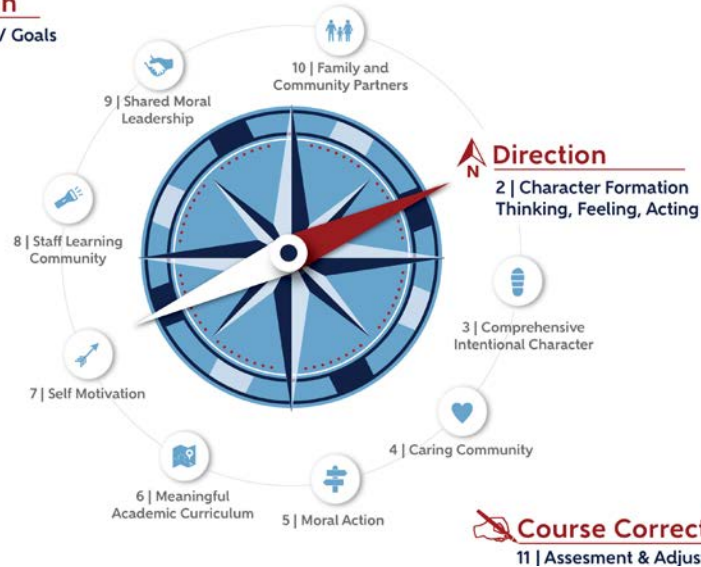 Goals
10 | Family and
Community Partners
9 | Shared Moral
Leadership
N
Direction
2 | Character Formation
Thinking, Feeling, Acting
8 | Staff Learning
Community
3 | Comprehensive
Intentional Character
7 | Self Motivation
4 | Caring Community
6 | Meaningful
Academic Curriculum
5 | Moral Action
Course Correct
11 | Assesment & Adjus